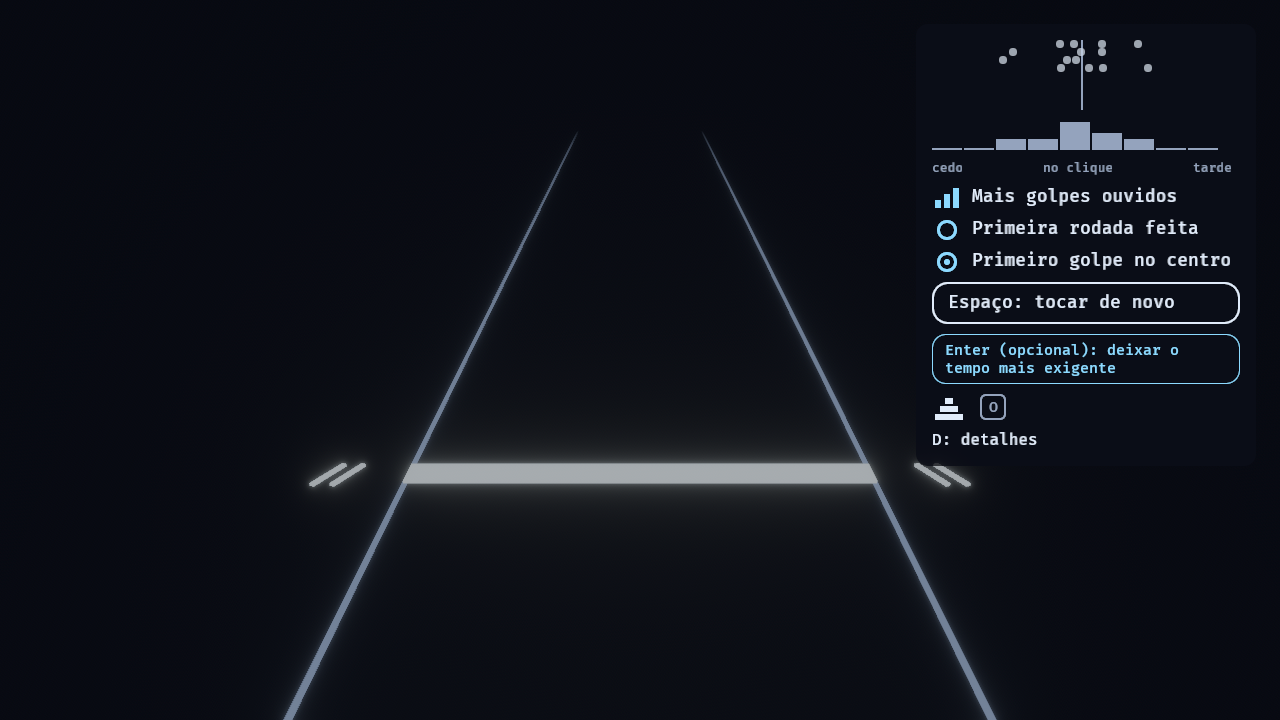 cedo no clique tarde
Mais golpes ouvidos
Primeira rodada feita
Primeiro golpe no centro
Espaço: tocar de novo
Enter (opcional): deixar o
tempo mais exigente
O
D: detalhes